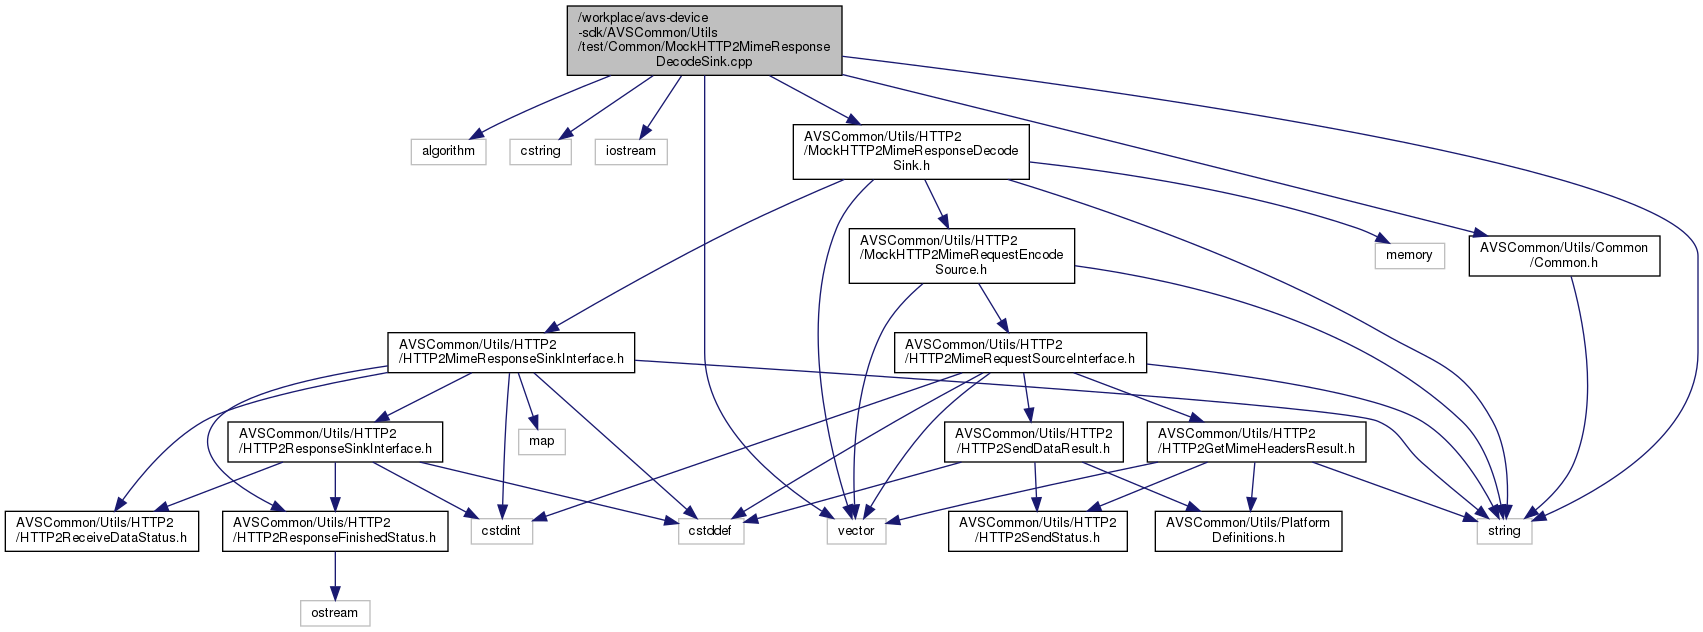 /workplace/avs-device
-sdk/AVSCommon/Utils
/test/Common/MockHTTP2MimeResponse
DecodeSink.cpp
algorithm
cstring
iostream
AVSCommon/Utils/HTTP2
/MockHTTP2MimeResponseDecode
Sink.h
AVSCommon/Utils/HTTP2
/MockHTTP2MimeRequestEncode
Source.h
memory
AVSCommon/Utils/Common
/Common.h
AVSCommon/Utils/HTTP2
/HTTP2MimeResponseSinkInterface.h
AVSCommon/Utils/HTTP2
/HTTP2MimeRequestSourceInterface.h
AVSCommon/Utils/HTTP2
/HTTP2ResponseSinkInterface.h
map
AVSCommon/Utils/HTTP2
/HTTP2SendDataResult.h
AVSCommon/Utils/HTTP2
/HTTP2GetMimeHeadersResult.h
AVSCommon/Utils/HTTP2
/HTTP2ReceiveDataStatus.h
AVSCommon/Utils/HTTP2
/HTTP2ResponseFinishedStatus.h
cstdint
cstddef
vector
AVSCommon/Utils/HTTP2
/HTTP2SendStatus.h
AVSCommon/Utils/Platform
Definitions.h
string
ostream